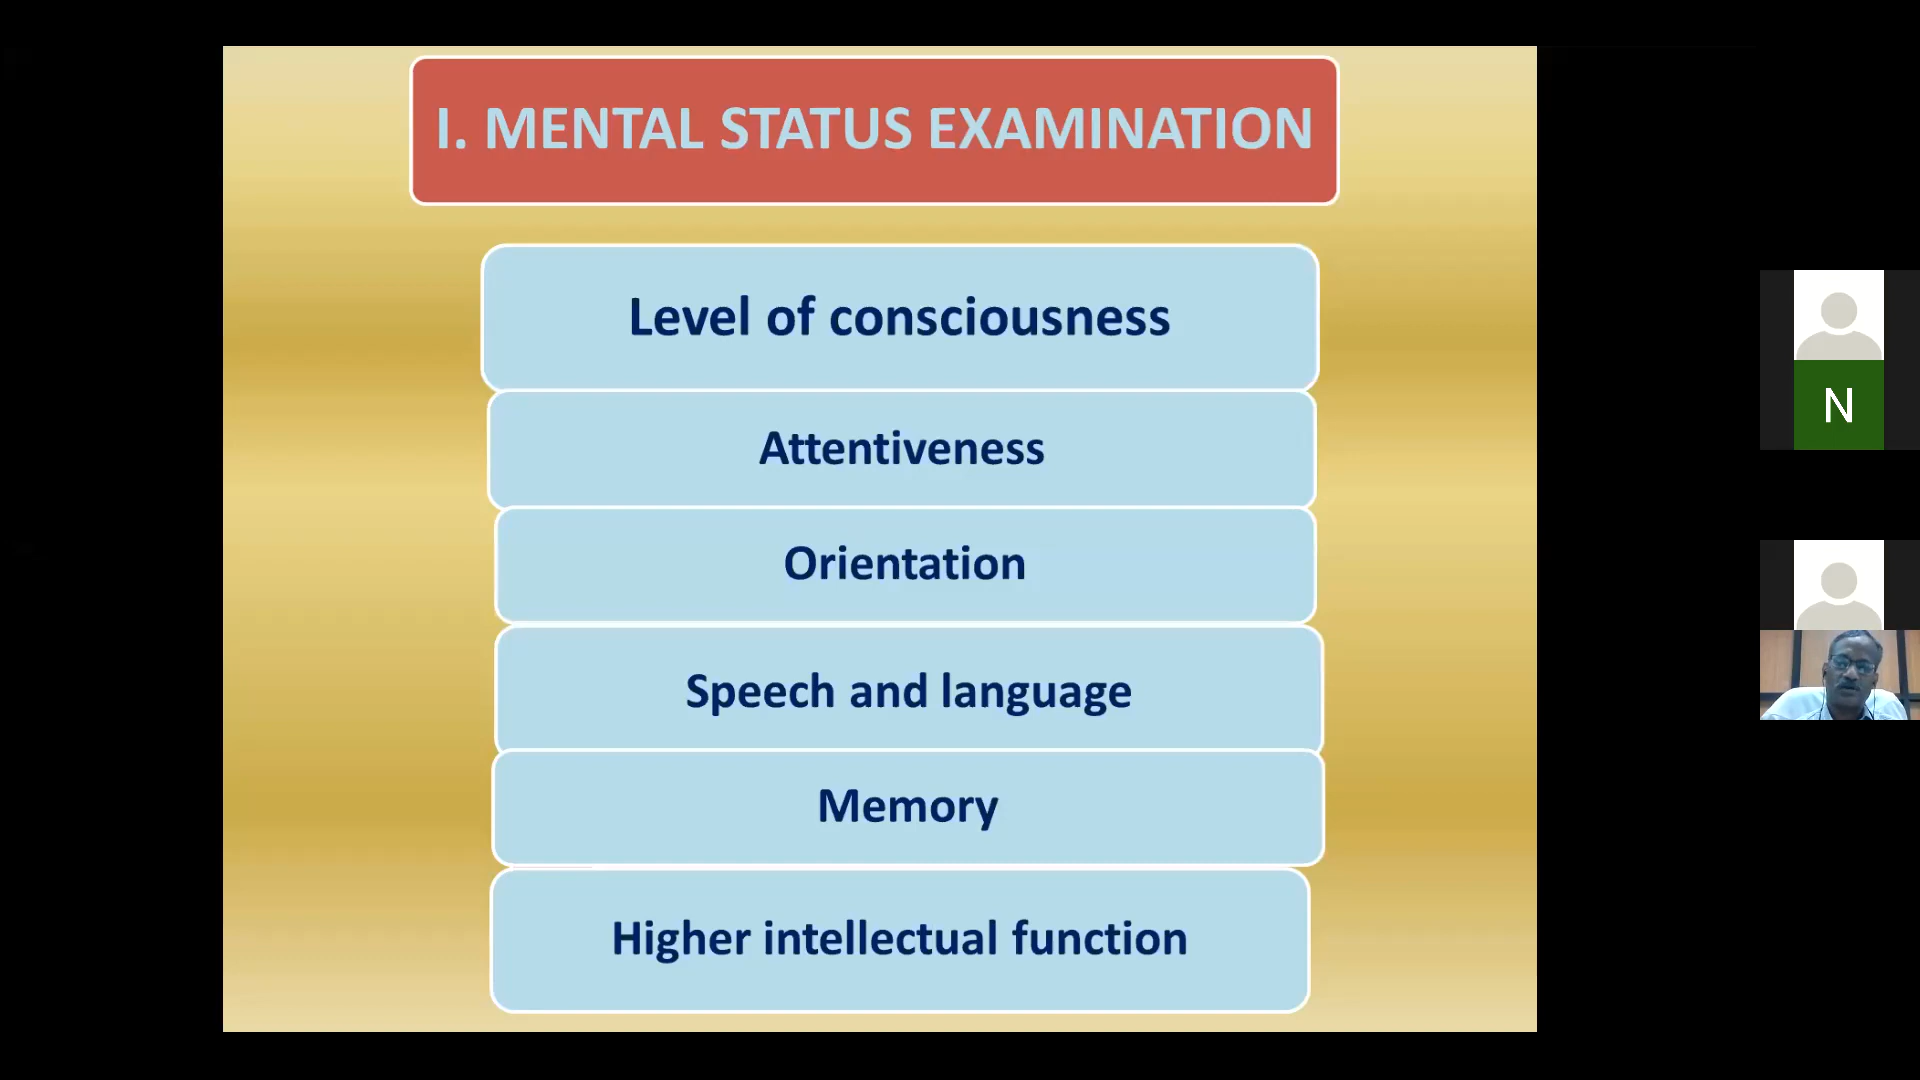 I. MENTAL STATUS EXAMINATION
Level of consciousness
Attentiveness
Orientation
Speech and language
Memory
Higher intellectual function
N